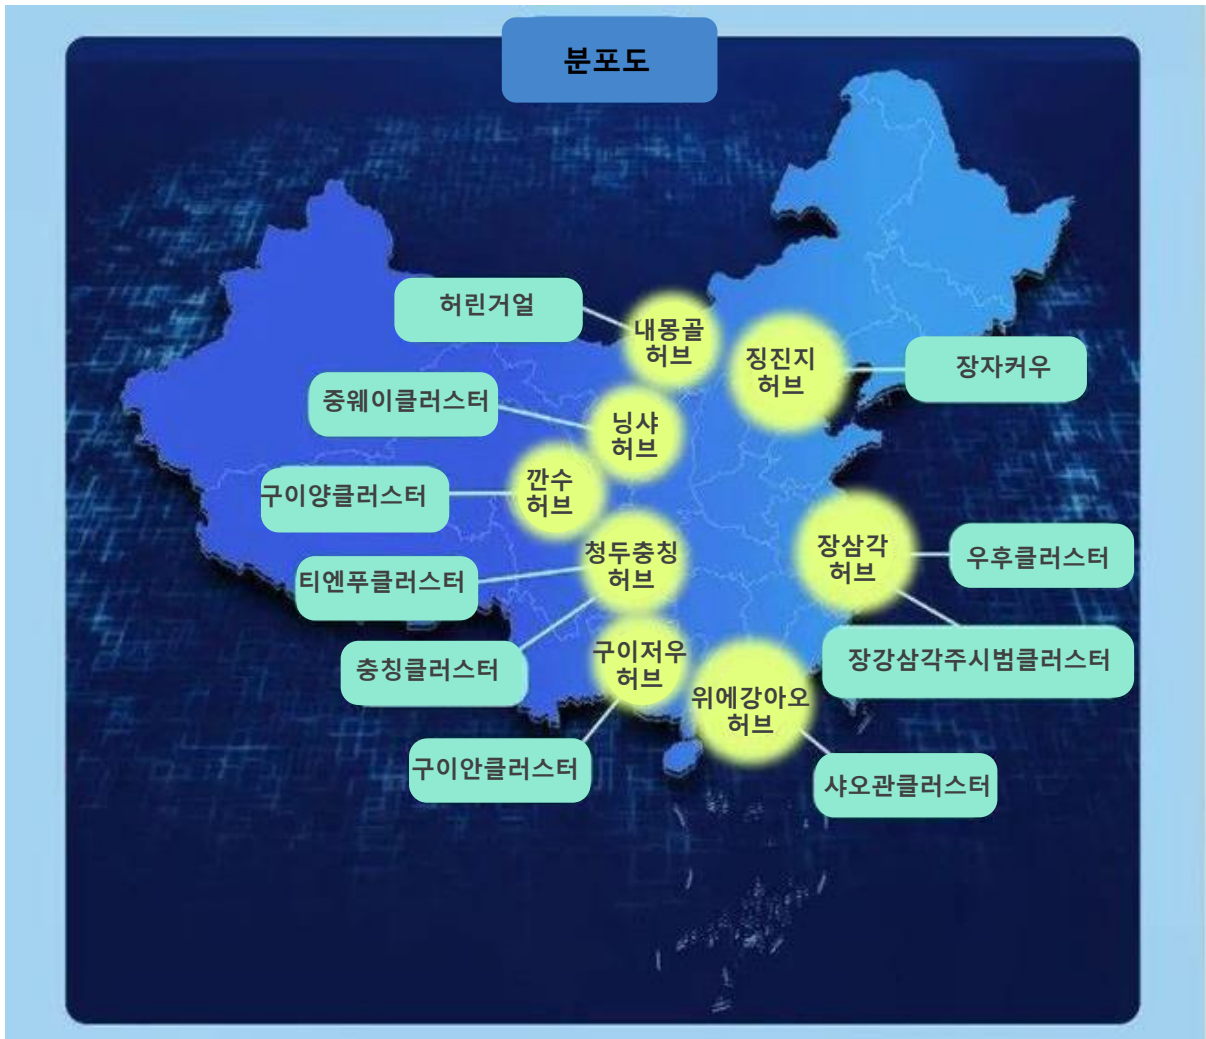 분포도
허린거얼
내몽골
허브
징진지
허브
장자커우
중웨이클러스터
닝샤
허브
깐수
허브
구이양클러스터
청두충칭
허브
장삼각
허브
우후클러스터
티엔푸클러스터
충칭클러스터
구이저우
허브
장강삼각주시범클러스터
위에강아오
허브
구이안클러스터
샤오관클러스터